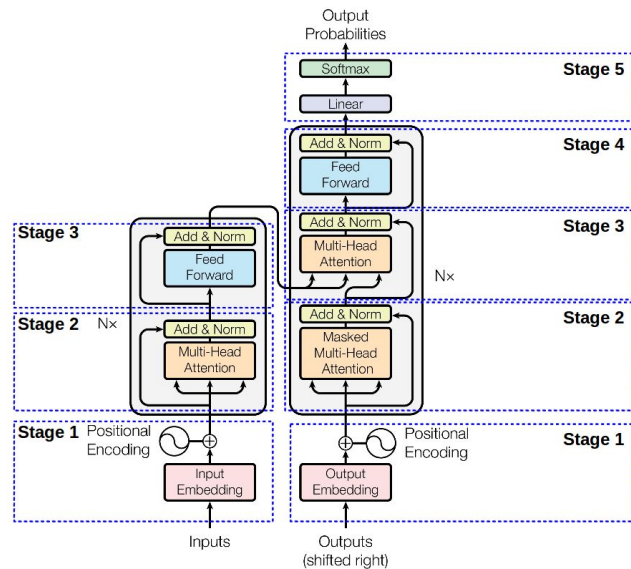 Output
Probabilities
Softmax
Stage 5
Linear
Add & Norm
Stage 4
Feed
Forward
Add & Norm
Stage 3
Multi-Head
Attention
N×
Add & Norm
Stage 2
Masked
Multi-Head
Attention
Positional
Encoding
Stage 1
Output
Embedding
Outputs
(shifted right)
Stage 3
Add & Norm
Feed
Forward
Stage 2
N×
Add & Norm
Multi-Head
Attention
Stage 1
Positional
Encoding
Input
Embedding
Inputs